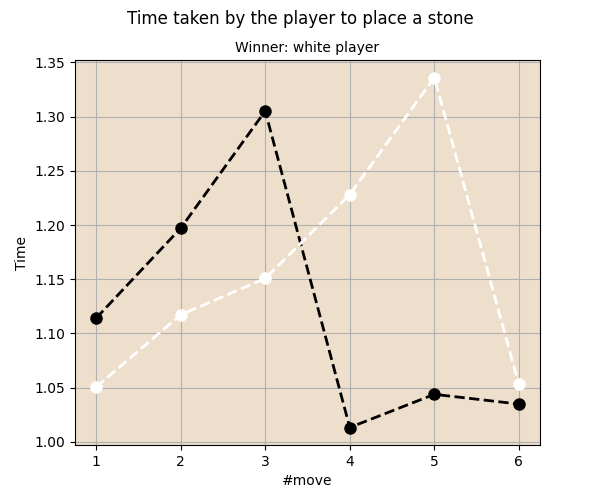 Time taken by the player to place a stone
Winner: white player
1.35
1.30
1.25
1.20
1.15
1.10
1.05
1.00
Time
1 2 3 4 5 6
#move